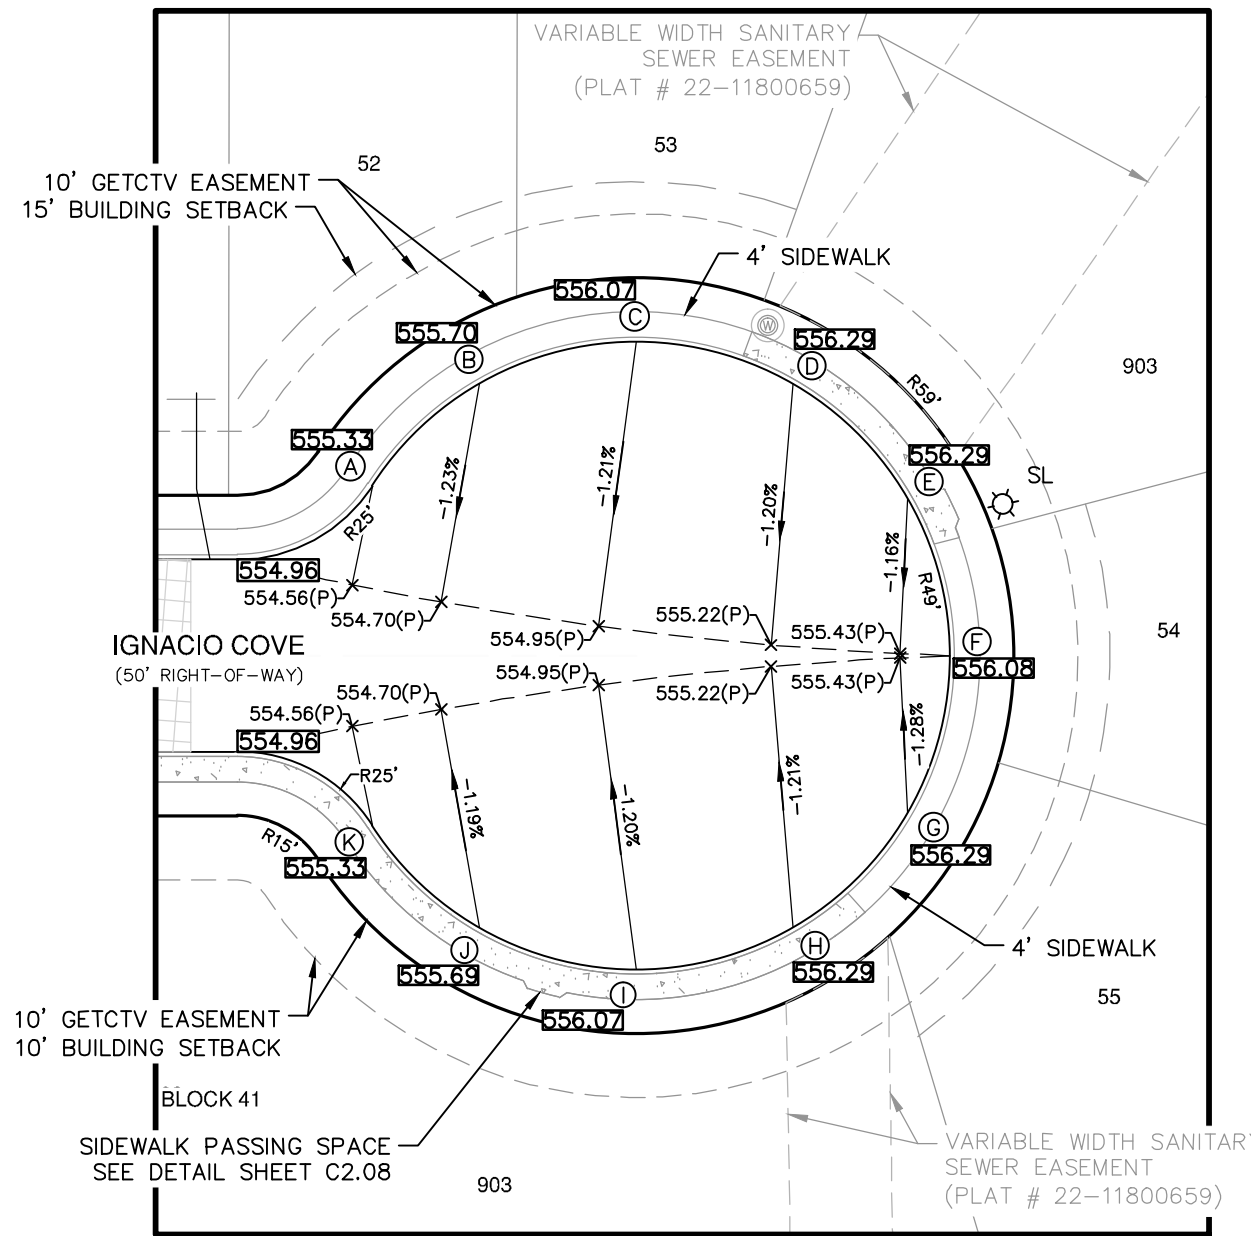 VARIABLE WIDTH SANITARY
SEWER EASEMENT
(PLAT # 22-11800659)
53
52
10' GETCTV EASEMENT
15' BUILDING SETBACK
4' SIDEWALK
556.07
C
555.70
B
W
556.29
D
903
R59'
555.33
A
556.29
E
SL
-1.23%
-1.21%
-1.20%
-1.16%
R25'
R49'
554.96
554.56(P)
554.70(P)
554.95(P)
555.22(P)
555.43(P)
IGNACIO COVE
(50' RIGHT-OF-WAY)
F
556.08
54
554.95(P)
555.22(P)
555.43(P)
554.70(P)
554.56(P)
554.96
R25'
-1.19%
-1.20%
-1.21%
-1.28%
R15'
K
555.33
G
556.29
J
555.69
H
556.29
4' SIDEWALK
I
556.07
55
10' GETCTV EASEMENT
10' BUILDING SETBACK
BLOCK 41
SIDEWALK PASSING SPACE
SEE DETAIL SHEET C2.08
903
VARIABLE WIDTH SANITARY
SEWER EASEMENT
(PLAT # 22-11800659)